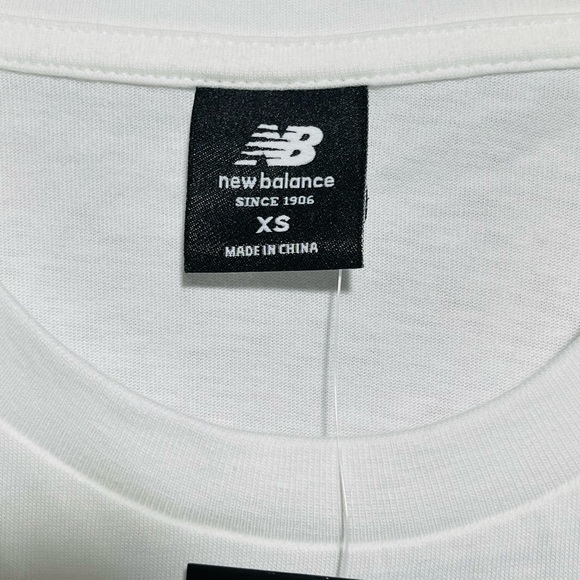 NB
new balance
SINCE 1906
XS
MADE IN CHINA